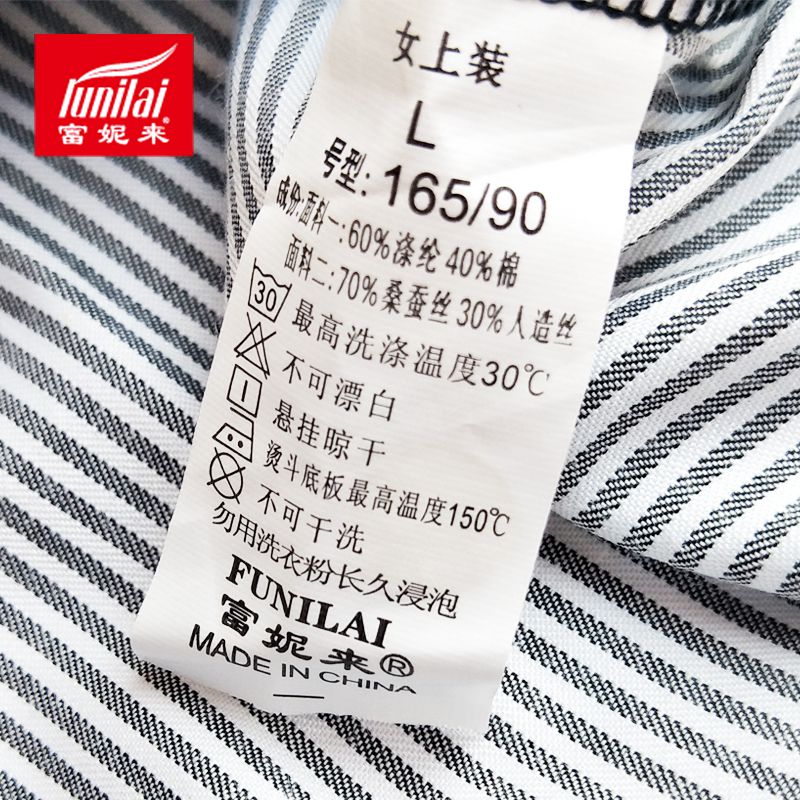 funilai
富妮来®
女上装
L
号型: 165/90
成份:面料一:60%涤纶 40%棉
面料二:70%桑蚕丝 30%人造丝
30
最高洗涤温度30℃
不可漂白
悬挂晾干
熨斗底板最高温度150℃
不可干洗
勿用洗衣粉长久浸泡
FUNILAI
富妮来®
MADE IN CHINA